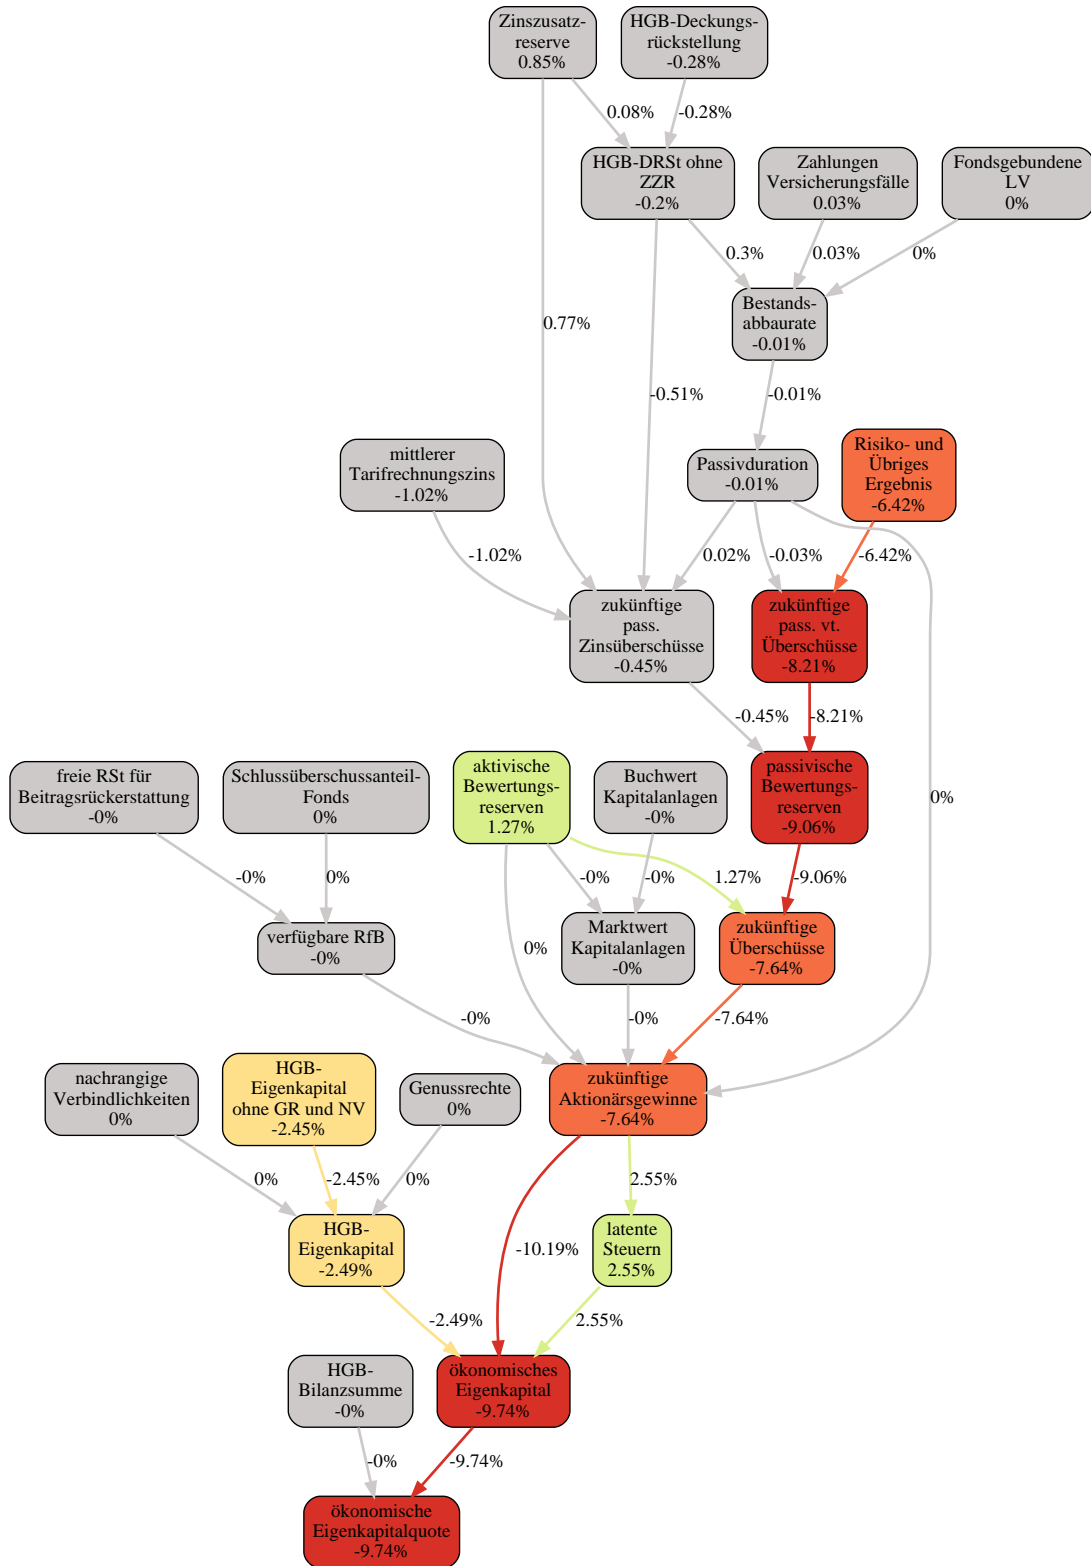 Zinszusatz-
reserve
0.85%
HGB-Deckungs-
rückstellung
-0.28%
0.08%
-0.28%
HGB-DRSt ohne
ZZR
-0.2%
Zahlungen
Versicherungsfälle
0.03%
Fondsgebundene
LV
0%
0.3%
0.03%
0%
Bestands-
abbaurate
-0.01%
0.77%
-0.51%
-0.01%
mittlerer
Tarifrechnungszins
-1.02%
Passivduration
-0.01%
Risiko- und
Übriges
Ergebnis
-6.42%
-1.02%
0.02%
-0.03%
-6.42%
zukünftige
pass.
Zinsüberschüsse
-0.45%
zukünftige
pass. vt.
Überschüsse
-8.21%
-0.45%
-8.21%
0%
freie RSt für
Beitragsrückerstattung
-0%
Schlussüberschussanteil-
Fonds
0%
aktivische
Bewertungs-
reserven
1.27%
Buchwert
Kapitalanlagen
-0%
passivische
Bewertungs-
reserven
-9.06%
-0%
0%
-0%
-0%
1.27%
-9.06%
verfügbare RfB
-0%
0%
Marktwert
Kapitalanlagen
-0%
zukünftige
Überschüsse
-7.64%
-0%
-0%
-7.64%
nachrangige
Verbindlichkeiten
0%
HGB-
Eigenkapital
ohne GR und NV
-2.45%
Genussrechte
0%
zukünftige
Aktionärsgewinne
-7.64%
0%
-2.45%
0%
2.55%
HGB-
Eigenkapital
-2.49%
-10.19%
latente
Steuern
2.55%
-2.49%
2.55%
HGB-
Bilanzsumme
-0%
ökonomisches
Eigenkapital
-9.74%
-0%
-9.74%
ökonomische
Eigenkapitalquote
-9.74%